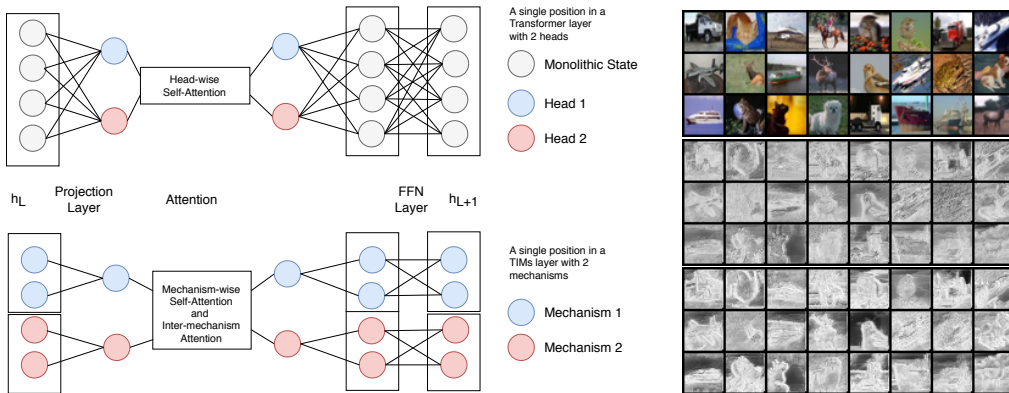 A single position in a
Transformer layer
with 2 heads
Monolithic State
Head-wise
Self-Attention
Head 1
Head 2
hL
Projection
Layer
Attention
FFN
Layer
hL+1
A single position in a
TIMs layer with 2
mechanisms
Mechanism-wise
Self-Attention
and
Inter-mechanism
Attention
Mechanism 1
Mechanism 2